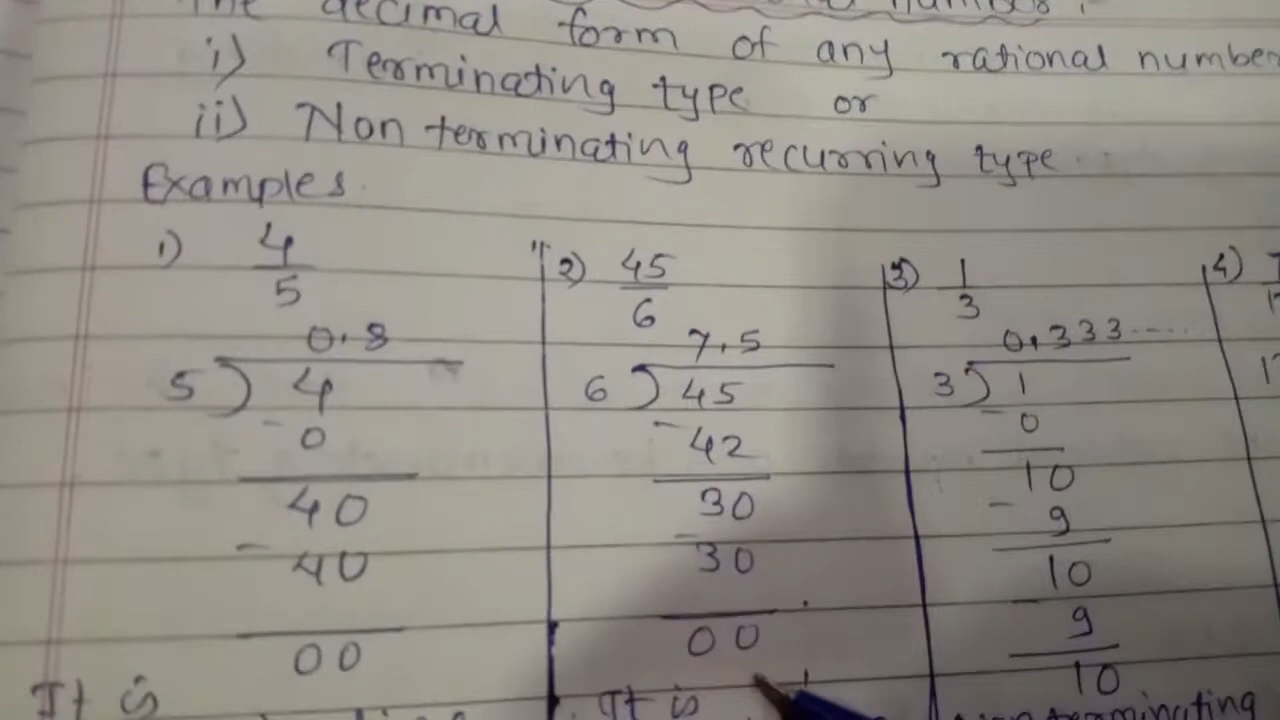 The decimal form of any rational number
i) Terminating type or
ii) Non terminating recurring type
Examples
1) 4/5
0.8
5 ) 4
- 0
40
- 40
00
It is
2) 45/6
7.5
6 ) 45
- 42
30
- 30
00
It is
3) 1/3
0.333.....
3 ) 1
- 0
10
- 9
10
- 9
10
terminating
4)